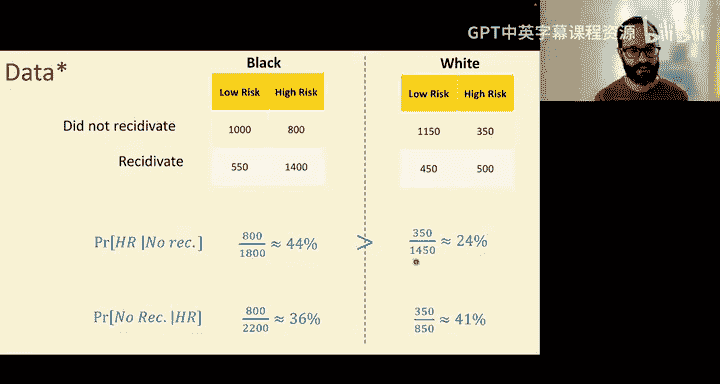 GPT中英字幕课程资源 bilibili
Data*
Black White
Low Risk High Risk Low Risk High Risk
Did not recidivate 1000 800 1150 350
Recidivate 550 1400 450 500
Pr[HR |No rec.] 800/1800 ≈ 44% > 350/1450 ≈ 24%
Pr[No Rec. |HR] 800/2200 ≈ 36% 350/850 ≈ 41%